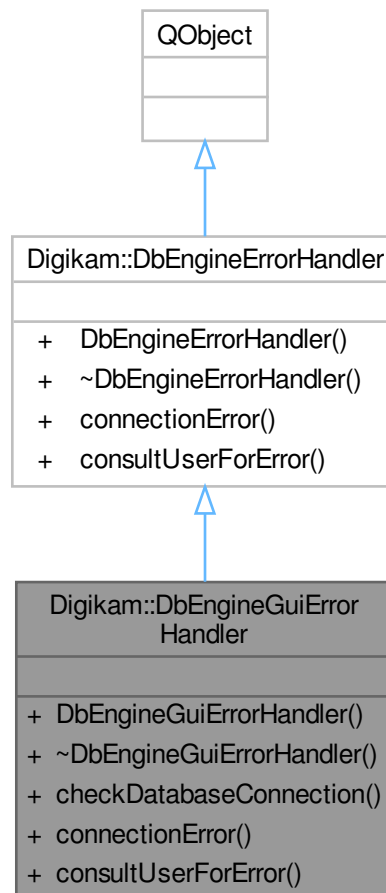 QObject
Digikam::DbEngineErrorHandler
+ DbEngineErrorHandler()
+ ~DbEngineErrorHandler()
+ connectionError()
+ consultUserForError()
Digikam::DbEngineGuiError
Handler
+ DbEngineGuiErrorHandler()
+ ~DbEngineGuiErrorHandler()
+ checkDatabaseConnection()
+ connectionError()
+ consultUserForError()